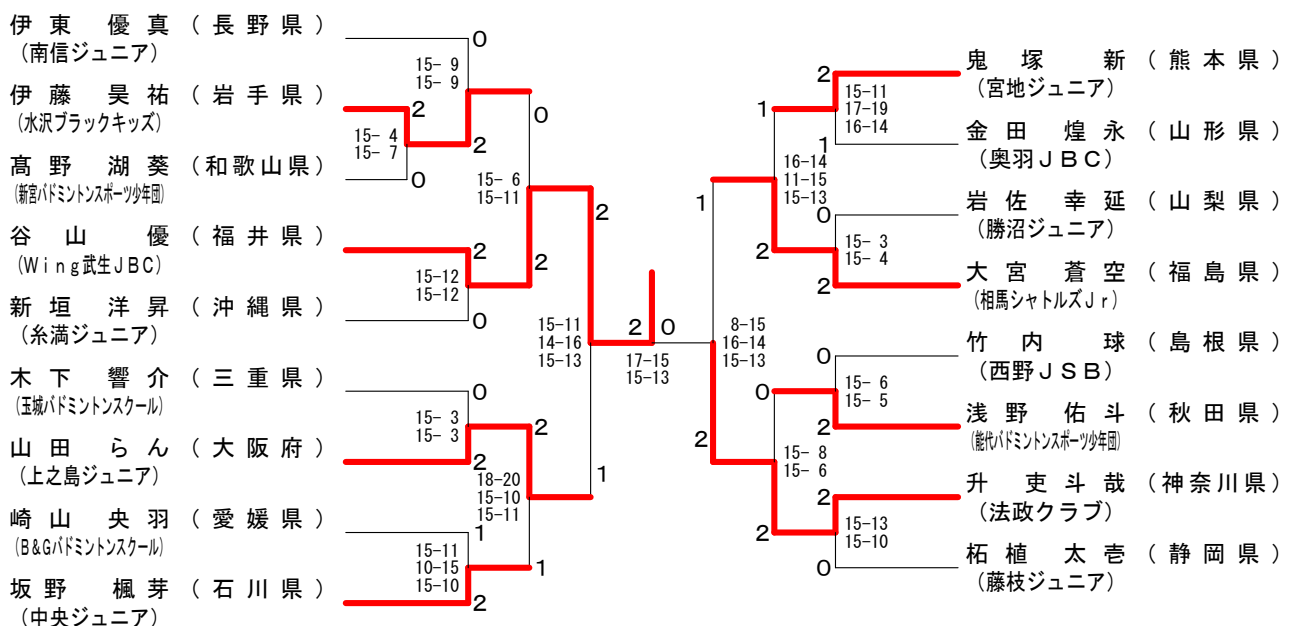 伊東 優真 (長野県)
(南信ジュニア)
伊藤 昊祐 (岩手県)
(水沢ブラックキッズ)
髙野 湖葵 (和歌山県)
(新宮バドミントンスポーツ少年団)
谷山 優 (福井県)
(Wing武生JBC)
新垣 洋昇 (沖縄県)
(糸満ジュニア)
木下 響介 (三重県)
(玉城バドミントンスクール)
山田 らん (大阪府)
(上之島ジュニア)
崎山 央羽 (愛媛県)
(B&Gバドミントンスクール)
坂野 楓芽 (石川県)
(中央ジュニア)
0
15- 9
15- 9
2
2
15- 4
15- 7
0
0
15- 6
15-11
2
2
2
15-12
15-12
0
15-11
14-16
15-13
0
15- 3
15- 3
2
2
1
18-20
15-10
15-11
1
15-11
10-15
15-10
1
2
2 0
17-15
15-13
鬼塚 新 (熊本県)
(宮地ジュニア)
金田 煌永 (山形県)
(奥羽JBC)
岩佐 幸延 (山梨県)
(勝沼ジュニア)
大宮 蒼空 (福島県)
(相馬シャトルズJr)
竹内 球 (島根県)
(西野JSB)
浅野 佑斗 (秋田県)
(能代バドミントンスポーツ少年団)
升 吏斗哉 (神奈川県)
(法政クラブ)
柘植 太壱 (静岡県)
(藤枝ジュニア)
2
15-11
17-19
16-14
1
1
16-14
11-15
15-13
1
0
15- 3
15- 4
2
2
8-15
16-14
15-13
0
15- 6
15- 5
0
2
2
15- 8
15- 6
2
15-13
15-10
2
0